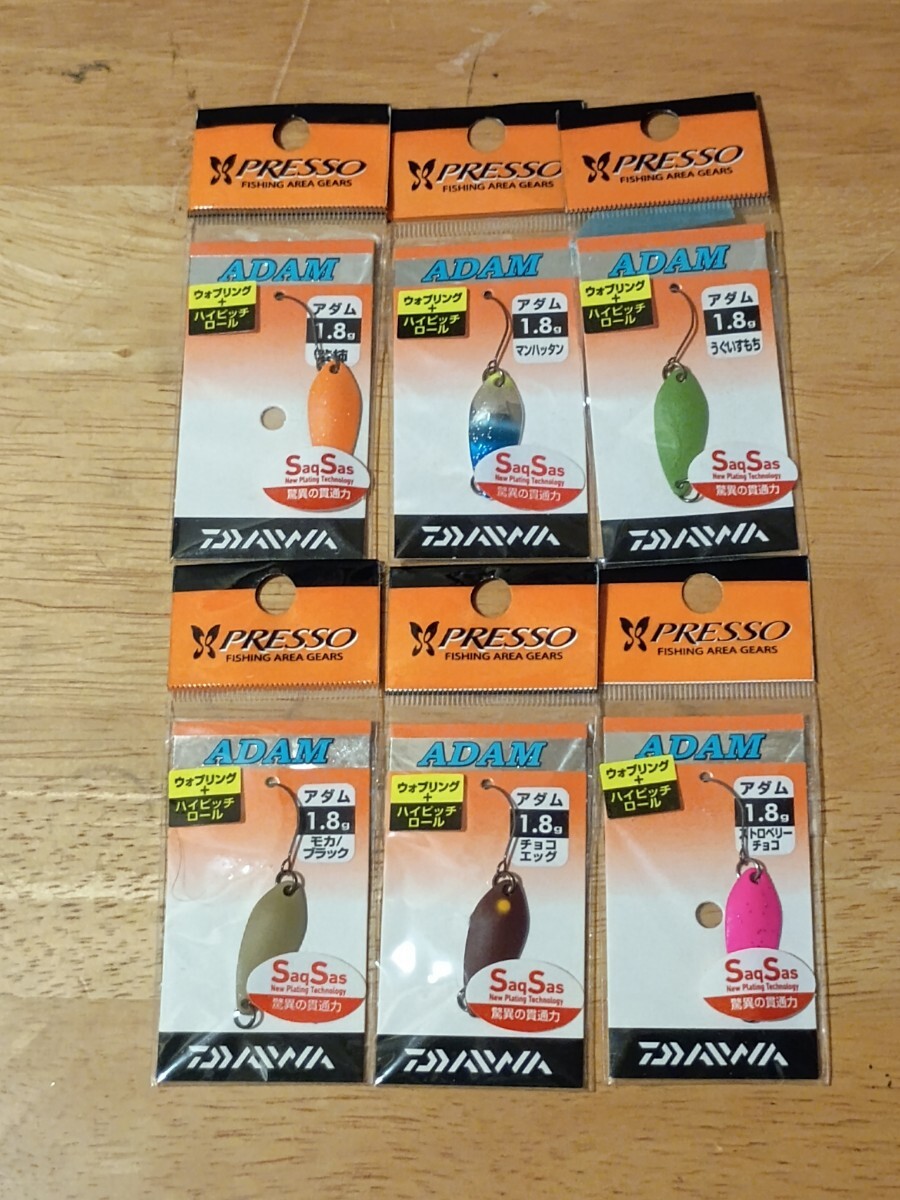 PRESSO
FISHING AREA GEARS
ADAM
ウォブリング
+
ハイピッチ
ロール
アダム
1.8g
SaqSas
New Plating Technology
驚異の貫通力
DAIWA
PRESSO
FISHING AREA GEARS
ADAM
ウォブリング
+
ハイピッチ
ロール
アダム
1.8g
マンハッタン
SaqSas
New Plating Technology
驚異の貫通力
DAIWA
PRESSO
FISHING AREA GEARS
ADAM
ウォブリング
+
ハイピッチ
ロール
アダム
1.8g
うぐいすもち
SaqSas
New Plating Technology
驚異の貫通力
DAIWA
PRESSO
FISHING AREA GEARS
ADAM
ウォブリング
+
ハイピッチ
ロール
アダム
1.8g
モカ/
ブラック
SaqSas
New Plating Technology
驚異の貫通力
DAIWA
PRESSO
FISHING AREA GEARS
ADAM
ウォブリング
+
ハイピッチ
ロール
アダム
1.8g
チョコ
エッグ
SaqSas
New Plating Technology
驚異の貫通力
DAIWA
PRESSO
FISHING AREA GEARS
ADAM
ウォブリング
+
ハイピッチ
ロール
アダム
1.8g
ストロベリー
チョコ
SaqSas
New Plating Technology
驚異の貫通力
DAIWA